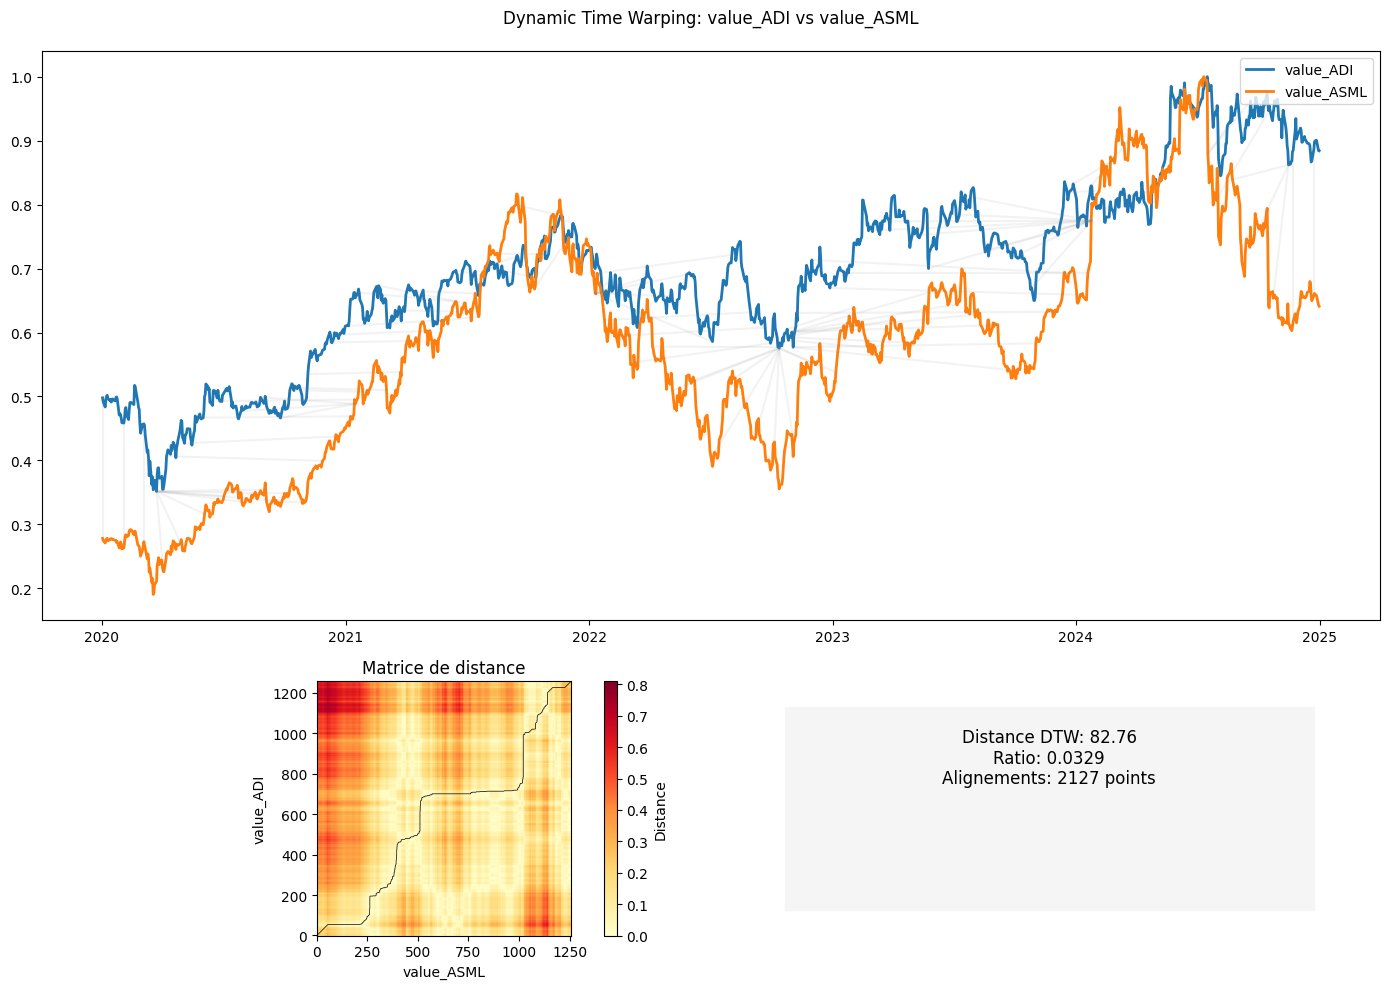 Dynamic Time Warping: value_ADI vs value_ASML
value_ADI
value_ASML
1.0
0.9
0.8
0.7
0.6
0.5
0.4
0.3
0.2
2020 2021 2022 2023 2024 2025
Matrice de distance
value_ADI
1200
1000
800
600
400
200
0
0 250 500 750 1000 1250
value_ASML
0.8
0.7
0.6
0.5
0.4
0.3
0.2
0.1
0.0
Distance
Distance DTW: 82.76
Ratio: 0.0329
Alignements: 2127 points